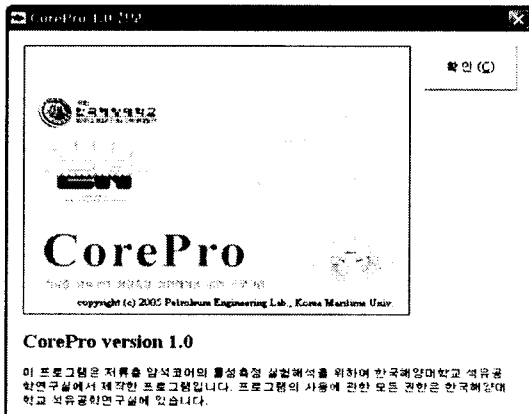 CorePro 1.0
확인(C)
한국해양대학교
CorePro
copyright (c) 2005 Petroleum Engineering Lab., Korea Maritime Univ.
CorePro version 1.0
이 프로그램은 저류층 암석코어의 물성측정 실험해석을 위하여 한국해양대학교 석유공
학연구실에서 제작한 프로그램입니다. 프로그램의 사용에 관한 모든 권한은 한국해양대
학교 석유공학연구실에 있습니다.